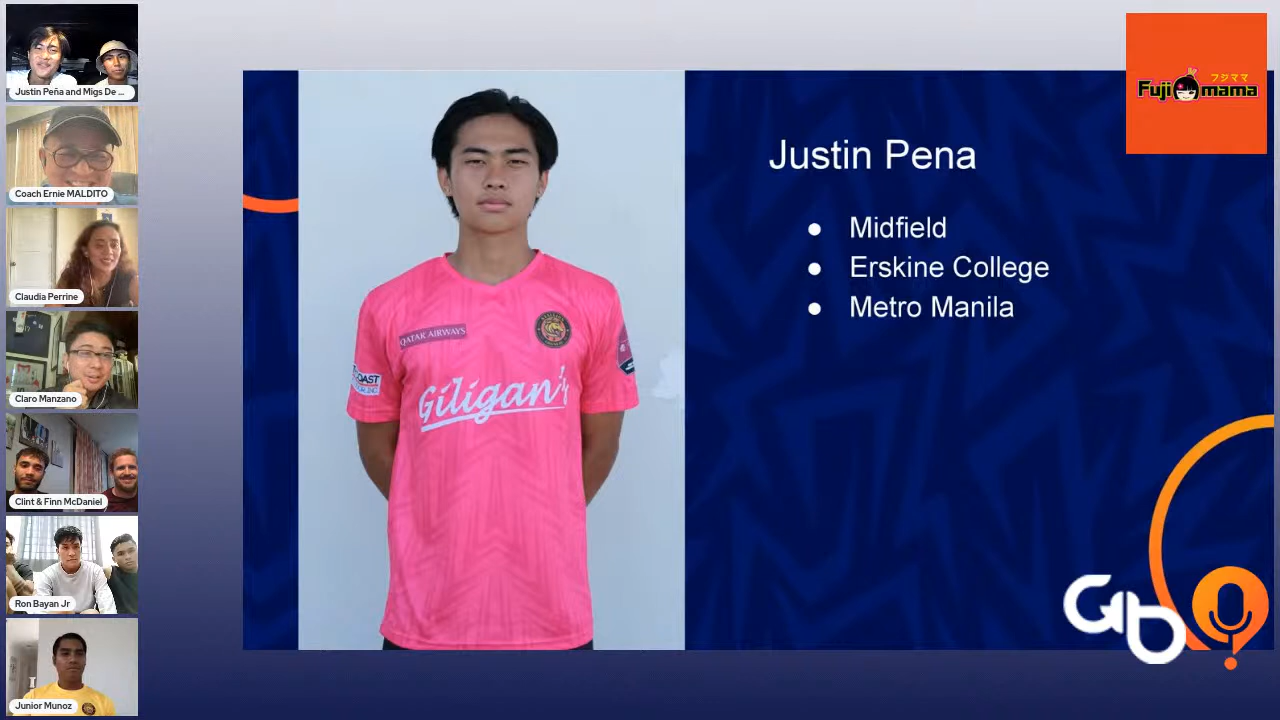 Justin Peña and Migs De ...
Coach Ernie MALDITO
Claudia Perrine
Claro Manzano
Clint & Finn McDaniel
Ron Bayan Jr
Junior Munoz
QATAR AIRWAYS
Giligan's
Justin Pena
● Midfield
● Erskine College
● Metro Manila
フジママ
Fuji mama
Gb